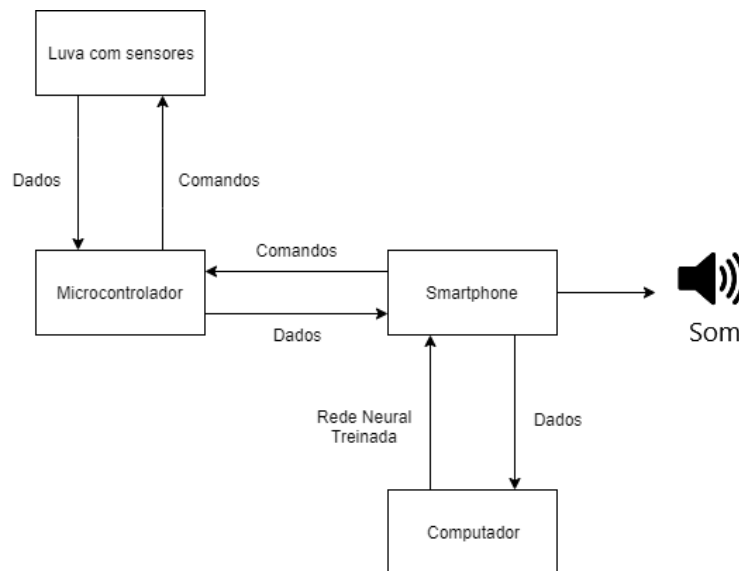 Luva com sensores
Dados
Comandos
Comandos
Microcontrolador
Smartphone
Som
Dados
Rede Neural
Treinada
Dados
Computador